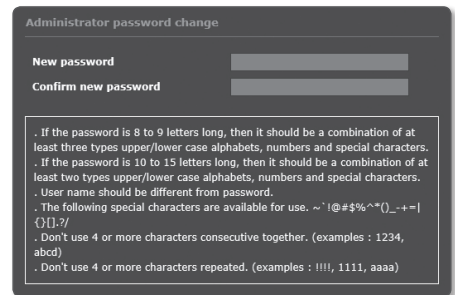 Administrator password change
New password
Confirm new password
. If the password is 8 to 9 letters long, then it should be a combination of at
least three types upper/lower case alphabets, numbers and special characters.
. If the password is 10 to 15 letters long, then it should be a combination of at
least two types upper/lower case alphabets, numbers and special characters.
. User name should be different from password.
. The following special characters are available for use. ~`!@#$%^*()_-+=|
{}[].?/
. Don't use 4 or more characters consecutive together. (examples : 1234,
abcd)
. Don't use 4 or more characters repeated. (examples : !!!!, 1111, aaaa)